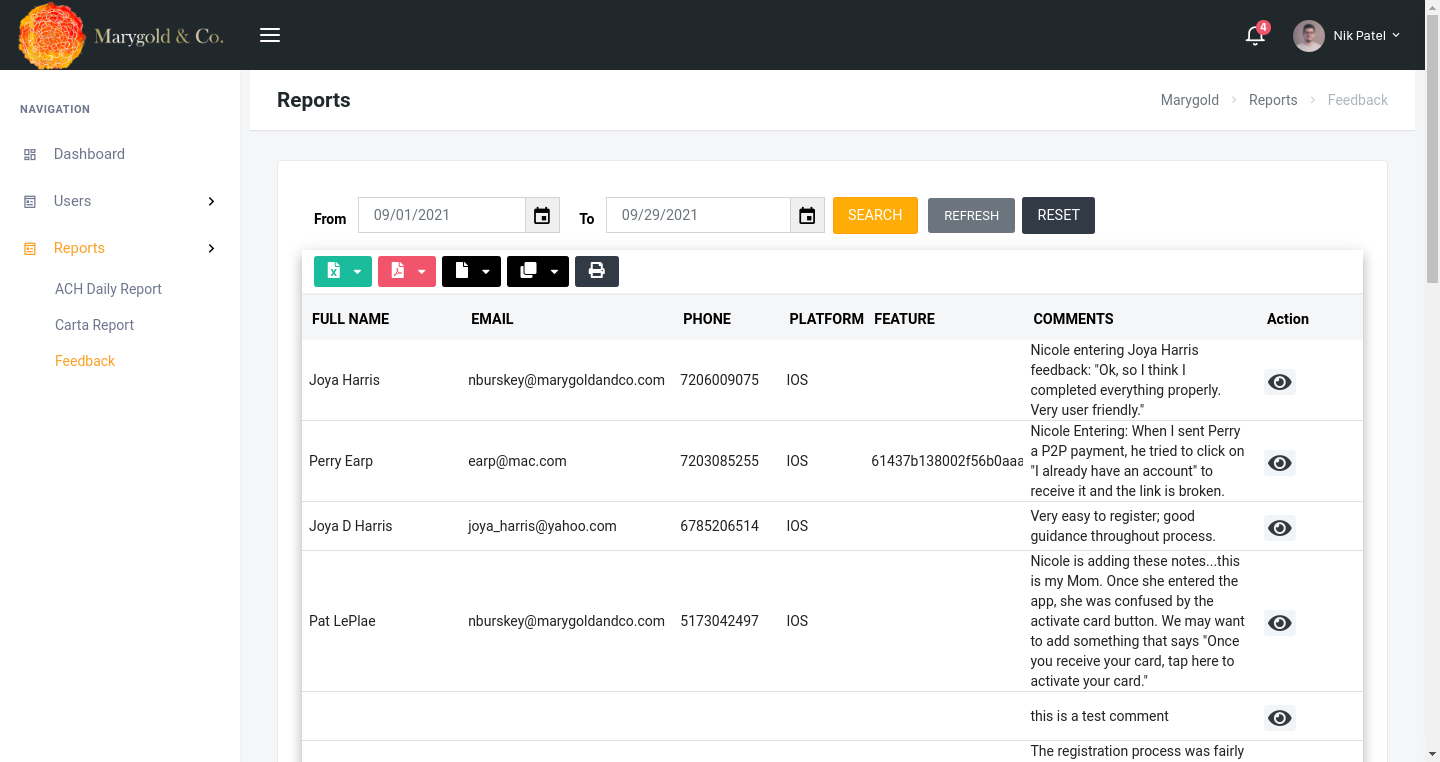 Marygold & Co.
4
Nik Patel
NAVIGATION
Dashboard
Users
Reports
ACH Daily Report
Carta Report
Feedback
Reports
Marygold
Reports
Feedback
From
09/01/2021
To
09/29/2021
SEARCH
REFRESH
RESET
FULL NAME EMAIL PHONE PLATFORM FEATURE COMMENTS Action
Joya Harris nburskey@marygoldandco.com 7206009075 IOS
Nicole entering Joya Harris
feedback: "Ok, so I think I
completed everything properly.
Very user friendly."
Perry Earp earp@mac.com 7203085255 IOS 61437b138002f56b0aaa
Nicole Entering: When I sent Perry
a P2P payment, he tried to click on
"I already have an account" to
receive it and the link is broken.
Joya D Harris joya_harris@yahoo.com 6785206514 IOS
Very easy to register; good
guidance throughout process.
Pat LePlae nburskey@marygoldandco.com 5173042497 IOS
Nicole is adding these notes...this
is my Mom. Once she entered the
app, she was confused by the
activate card button. We may want
to add something that says "Once
you receive your card, tap here to
activate your card."
this is a test comment
The registration process was fairly